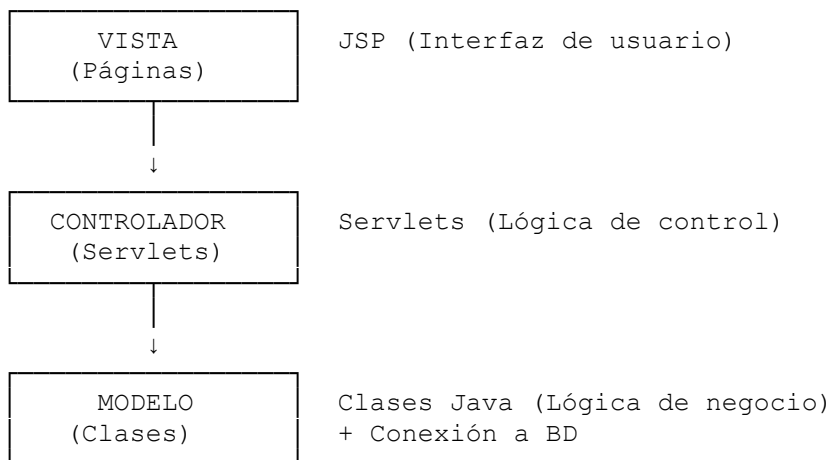 VISTA JSP (Interfaz de usuario)
(Páginas)
↓
CONTROLADOR Servlets (Lógica de control)
(Servlets)
↓
MODELO Clases Java (Lógica de negocio)
(Clases) + Conexión a BD